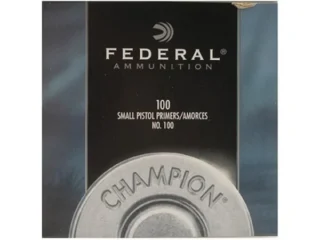 FEDERAL
AMMUNITION
100
SMALL PISTOL PRIMERS/AMORCES
NO. 100
CHAMPION